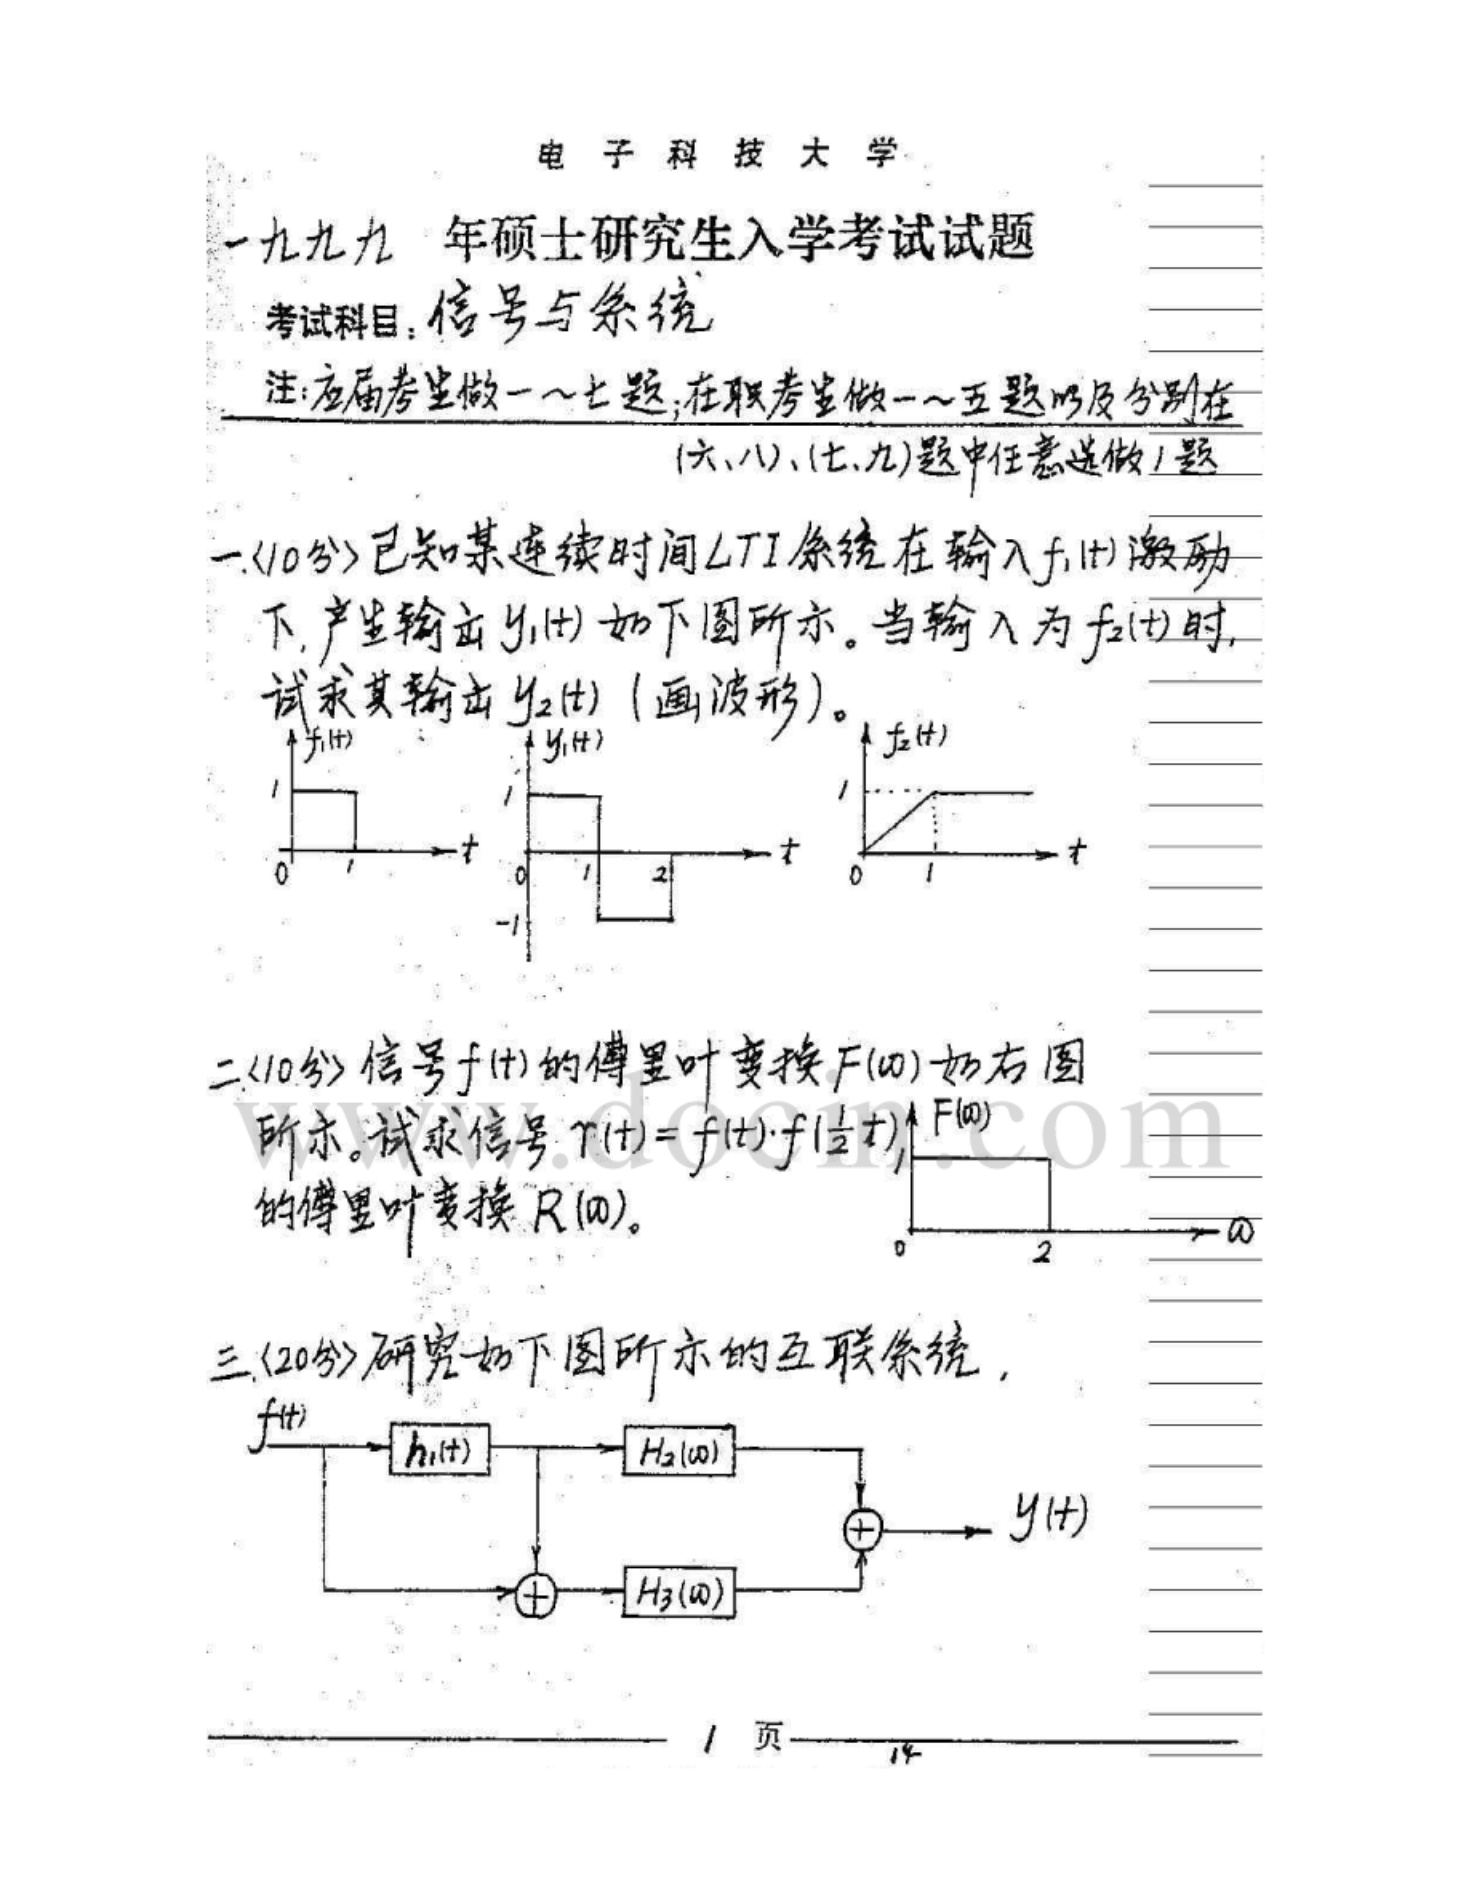 电子科技大学
一九九九 年硕士研究生入学考试试题
考试科目: 信号与系统
注:应届考生做一~七题;在职考生做一~五题以及分别在
(六、八)、(七、九)题中任意选做1题
一.<10分>已知某连续时间LTI系统在输入f₁(t)激励
下,产生输出y₁(t)如下图所示。当输入为f₂(t)时,
试求其输出y₂(t)(画波形)。
f₁(t) y₁(t) f₂(t)
1 1 1
t t t
0 1 0 1 2 0 1
-1
二.<10分>信号f(t)的傅里叶变换F(ω)如右图
所示。试求信号 r(t)=f(t)·f(½t)
的傅里叶变换R(ω)。
F(ω)
1
0 2 ω
www.docin.com
三.<20分>研究如下图所示的互联系统,
f(t)
h₁(t) H₂(ω)
+ y(t)
+ H₃(ω)
1 页
14